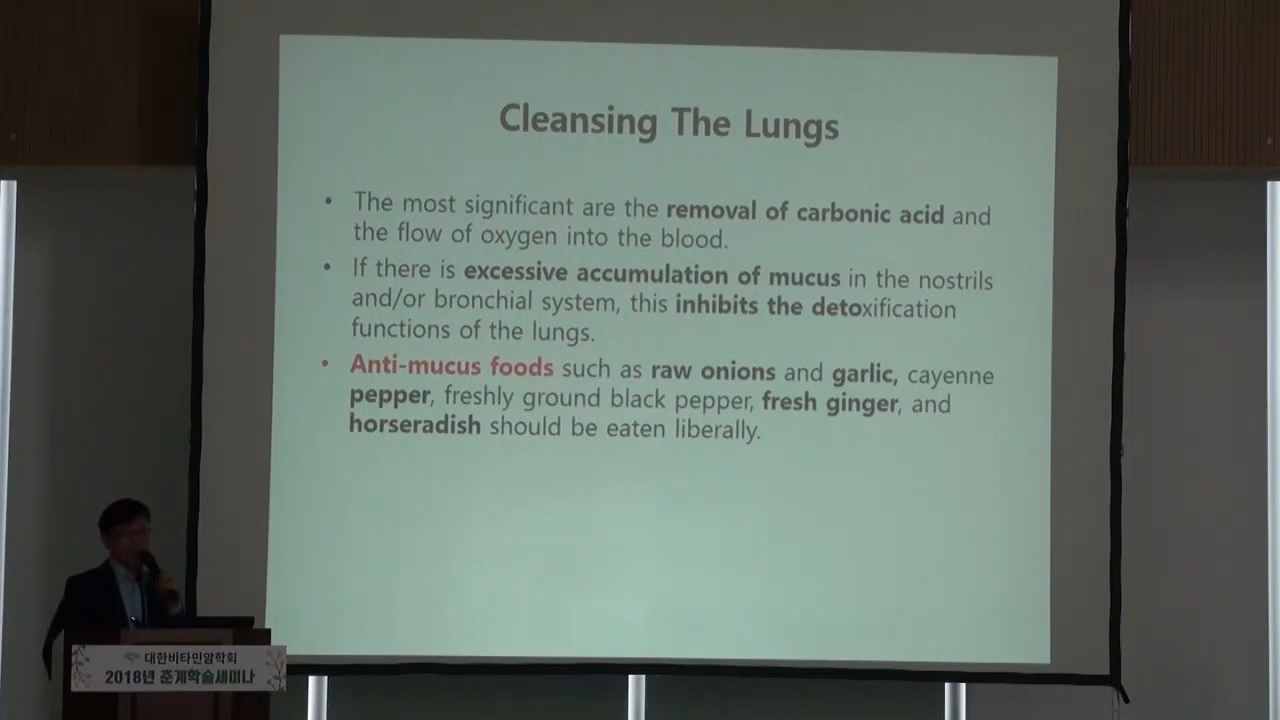 Cleansing The Lungs
• The most significant are the removal of carbonic acid and
the flow of oxygen into the blood.
• If there is excessive accumulation of mucus in the nostrils
and/or bronchial system, this inhibits the detoxification
functions of the lungs.
• Anti-mucus foods such as raw onions and garlic, cayenne
pepper, freshly ground black pepper, fresh ginger, and
horseradish should be eaten liberally.
대한비타민암학회
2018년 춘계학술세미나